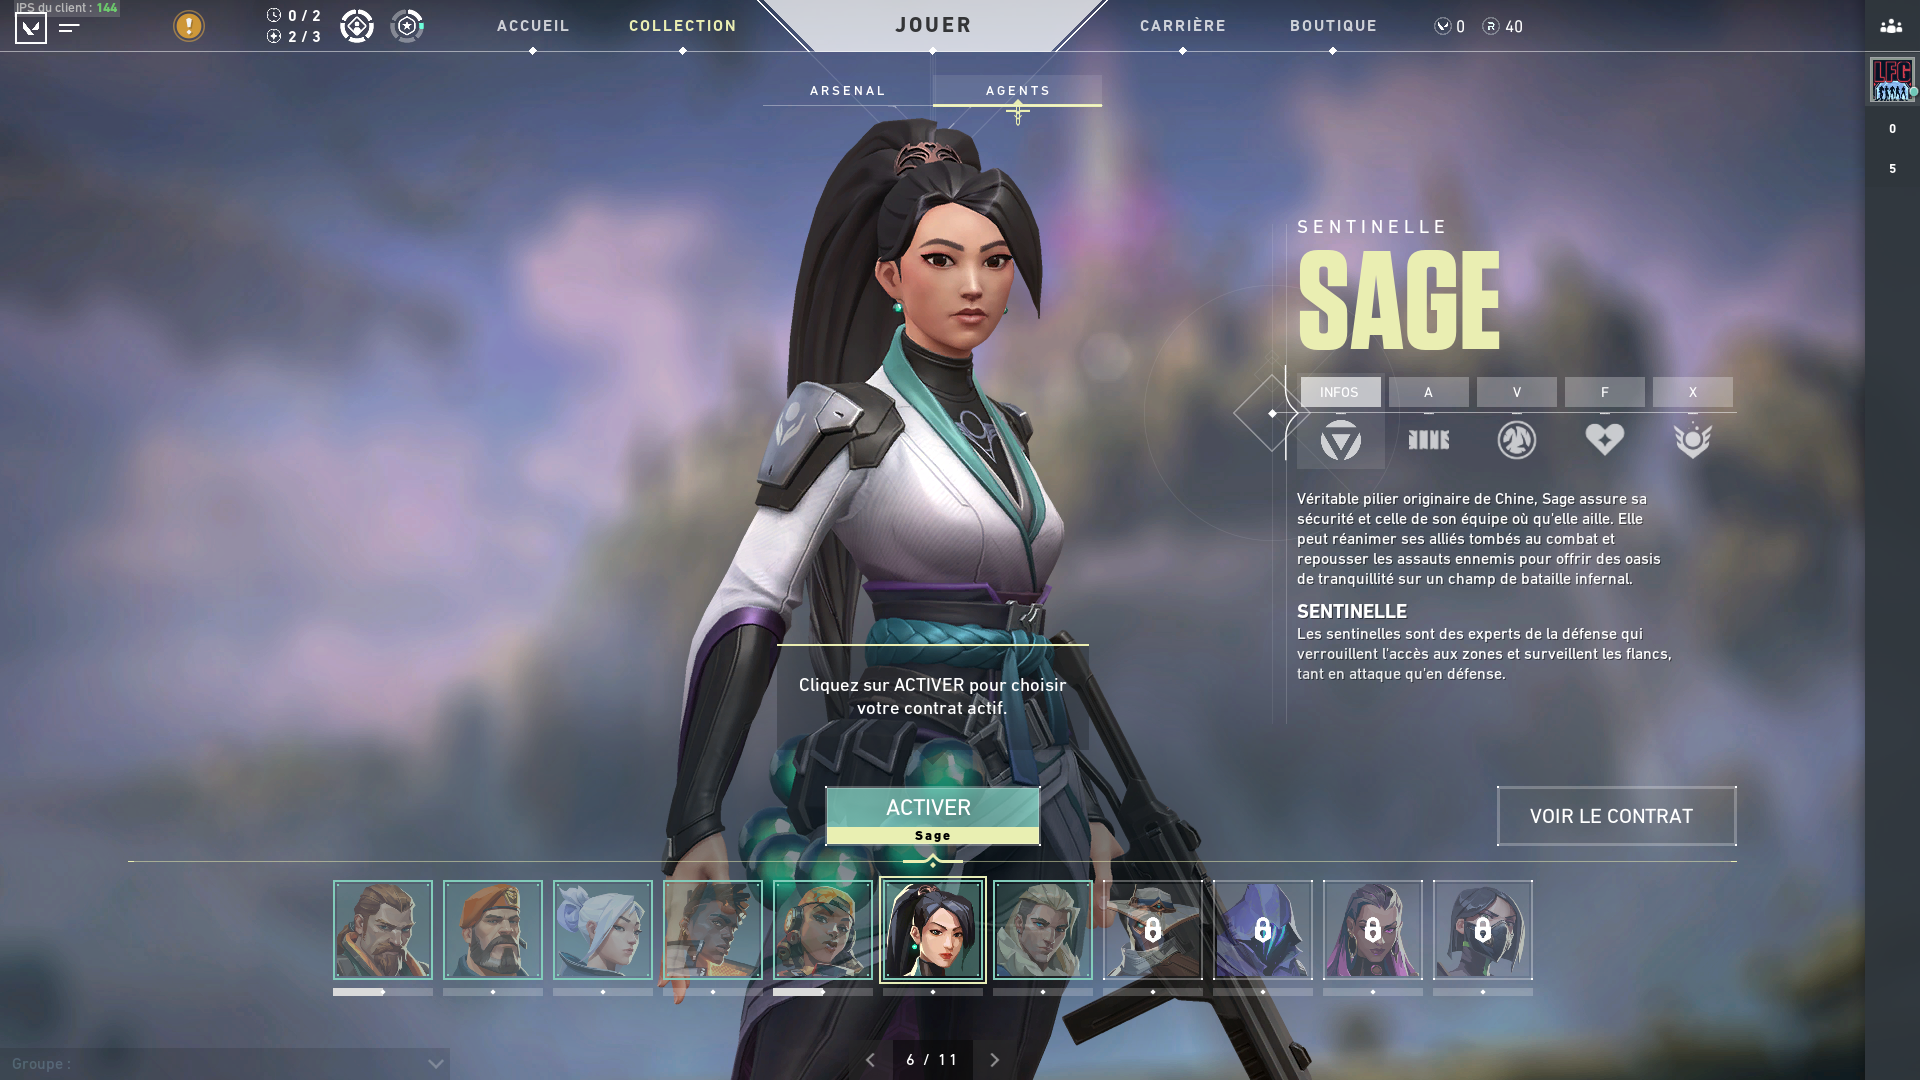 IPS du client : 144
0 / 2
2 / 3
ACCUEIL
COLLECTION
JOUER
CARRIÈRE
BOUTIQUE
0
40
ARSENAL
AGENTS
LFC
0
5
SENTINELLE
SAGE
INFOS
A
V
F
X
Véritable pilier originaire de Chine, Sage assure sa
sécurité et celle de son équipe où qu'elle aille. Elle
peut réanimer ses alliés tombés au combat et
repousser les assauts ennemis pour offrir des oasis
de tranquillité sur un champ de bataille infernal.
SENTINELLE
Les sentinelles sont des experts de la défense qui
verrouillent l'accès aux zones et surveillent les flancs,
tant en attaque qu'en défense.
Cliquez sur ACTIVER pour choisir
votre contrat actif.
ACTIVER
Sage
VOIR LE CONTRAT
6 / 11
Groupe :